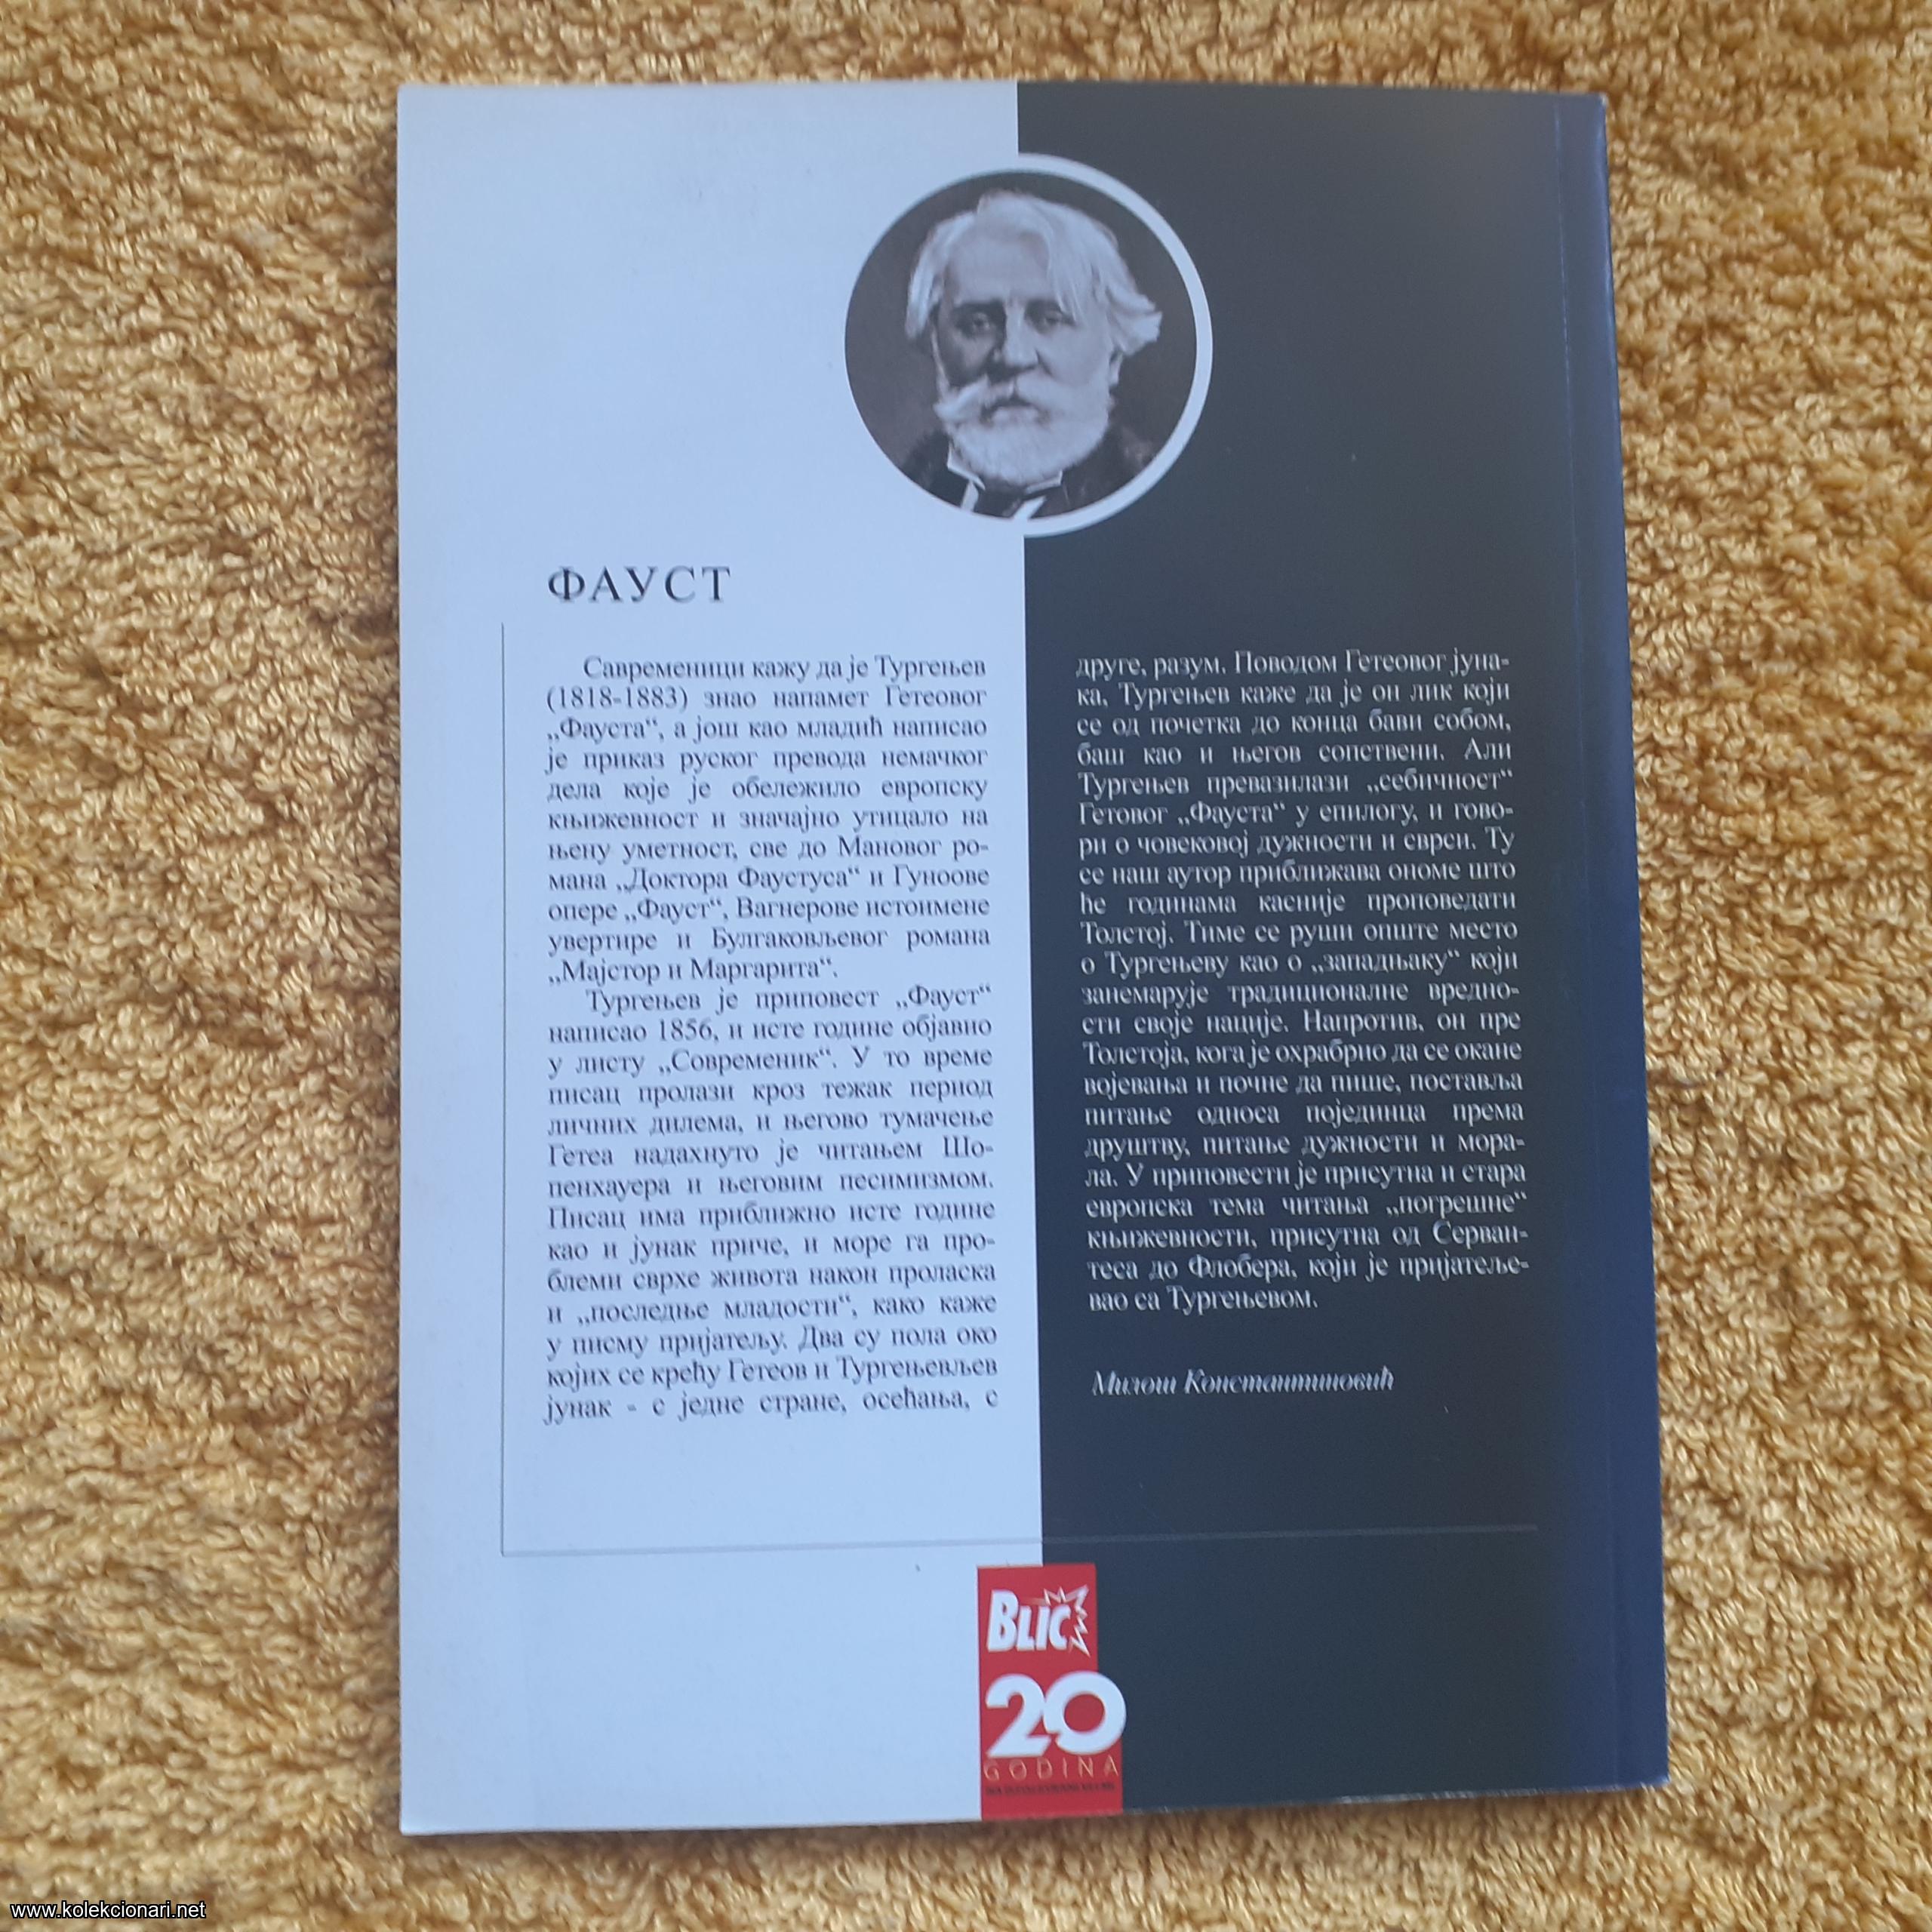 ФАУСТ
Савременици кажу да је Тургењев
(1818-1883) знао напамет Гетеовог
„Фауста“, а још као младић написао
је приказ руског превода немачког
дела које је обележило европску
књижевност и значајно утицало на
њену уметност, све до Мановог ро-
мана „Доктора Фаустуса“ и Гуноове
опере „Фауст“, Вагнерове истоимене
увертире и Булгаковљевог романа
„Мајстор и Маргарита“.
Тургењев је приповест „Фауст“
написао 1856, и исте године објавио
у листу „Современик“. У то време
писац пролази кроз тежак период
личних дилема, и његово тумачење
Гетеа надахнуто је читањем Шо-
пенхауера и његовим песимизмом.
Писац има приближно исте године
као и јунак приче, и море га про-
блеми сврхе живота након проласка
и „последње младости“, како каже
у писму пријатељу. Два су пола око
којих се крећу Гетеов и Тургењевљев
јунак - с једне стране, осећања, с
друге, разум. Поводом Гетеовог јуна-
ка, Тургењев каже да је он лик који
се од почетка до конца бави собом,
баш као и његов сопствени. Али
Тургењев превазилази „себичност“
Гетовог „Фауста“ у епилогу, и гово-
ри о човековој дужности и сврси. Ту
се наш аутор приближава ономе што
ће годинама касније проповедати
Толстој. Тиме се руши опште место
о Тургењеву као о „западњаку“ који
занемарује традиционалне вредно-
сти своје нације. Напротив, он пре
Толстоја, кога је охрабрио да се окане
војевања и почне да пише, поставља
питање односа појединца према
друштву, питање дужности и мора-
ла. У приповести је присутна и стара
европска тема читања „погрешне“
књижевности, присутна од Серван-
теса до Флобера, који је пријатеље-
вао са Тургењевом.
Милош Константиновић
BLIC
20
GODINA
www.kolekcionari.net